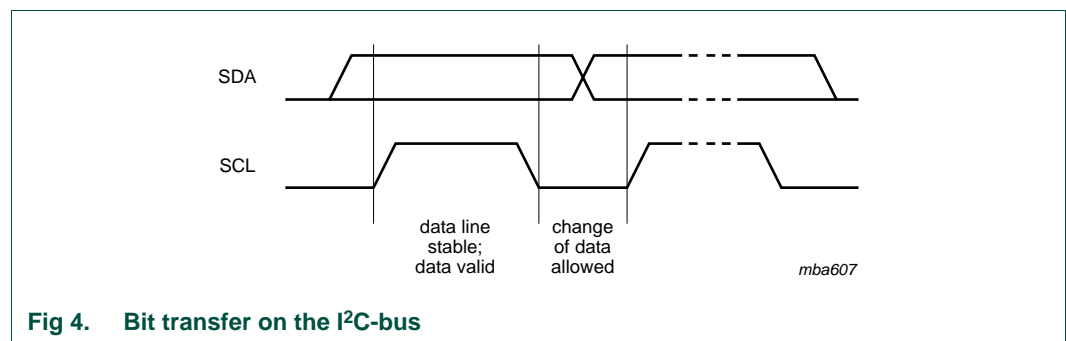 SDA
SCL
data line
stable;
data valid
change
of data
allowed
mba607
Fig 4. Bit transfer on the I²C-bus